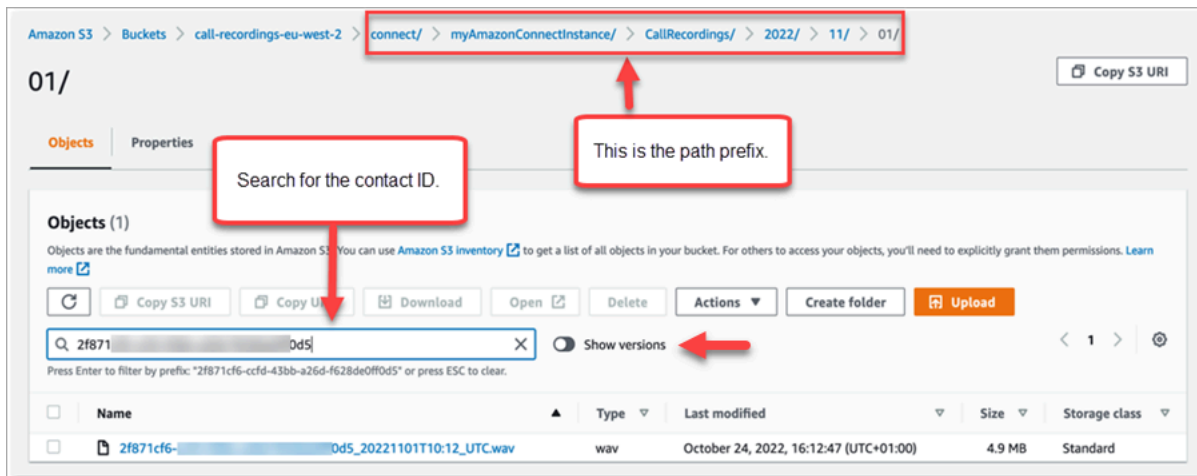 Amazon S3 > Buckets > call-recordings-eu-west-2 > connect/ > myAmazonConnectInstance/ > CallRecordings/ > 2022/ > 11/ > 01/
01/
Copy S3 URI
Objects
Properties
Search for the contact ID.
This is the path prefix.
Objects (1)
Objects are the fundamental entities stored in Amazon S3. You can use Amazon S3 inventory to get a list of all objects in your bucket. For others to access your objects, you'll need to explicitly grant them permissions. Learn
more
Copy S3 URI Copy U Download Open Delete Actions Create folder Upload
2f871 0d5 Show versions < 1 >
Press Enter to filter by prefix: "2f871cf6-ccfd-43bb-a26d-f628de0ff0d5" or press ESC to clear.
Name Type Last modified Size Storage class
2f871cf6- 0d5_20221101T10:12_UTC.wav wav October 24, 2022, 16:12:47 (UTC+01:00) 4.9 MB Standard